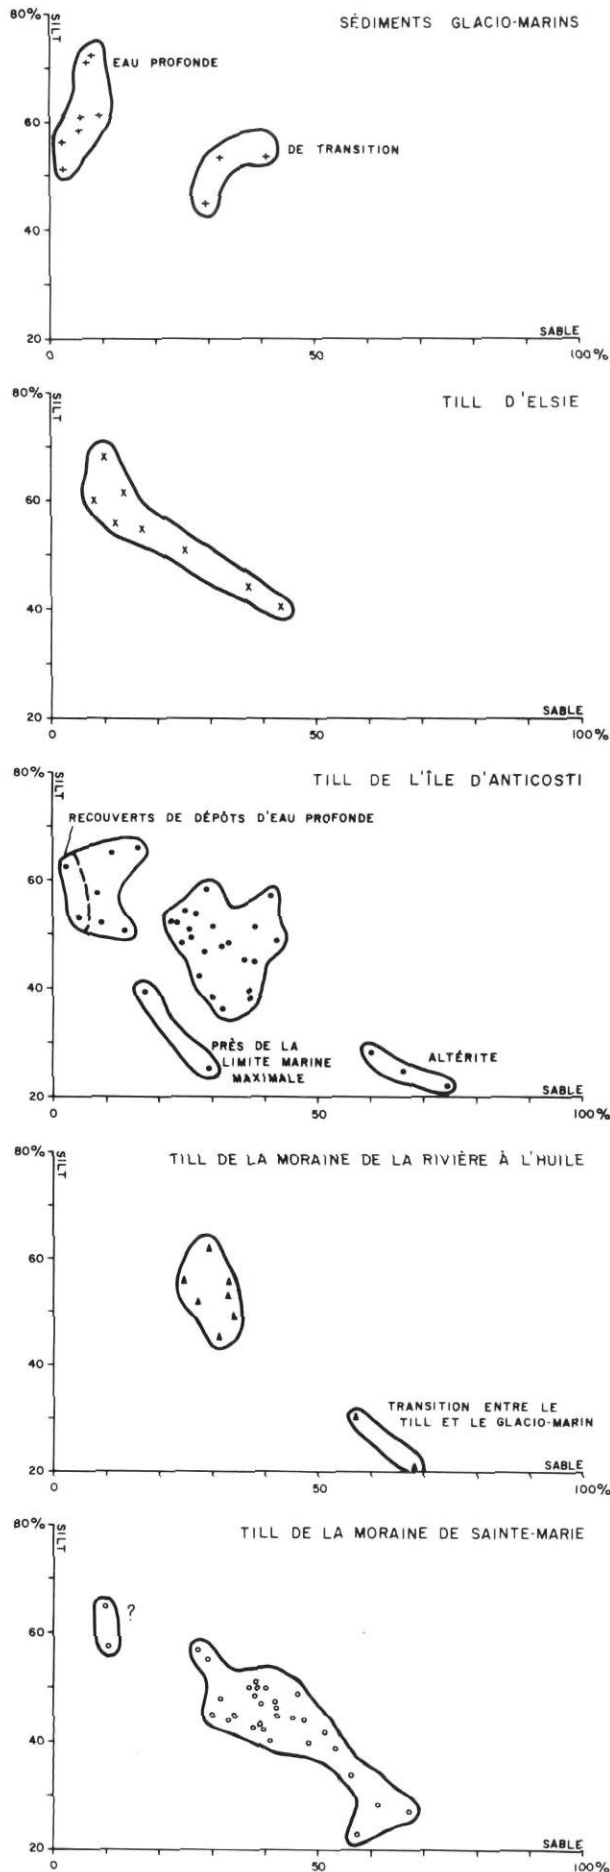 SÉDIMENTS GLACIO-MARINS
80%
SILT
EAU PROFONDE
60
DE TRANSITION
40
20
SABLE
0
50
100%
TILL D'ELSIE
80%
SILT
60
40
20
SABLE
0
50
100%
TILL DE L'ÎLE D'ANTICOSTI
80%
SILT
RECOUVERTS DE DÉPÔTS D'EAU PROFONDE
60
40
PRÈS DE LA
LIMITE MARINE
MAXIMALE
ALTÉRITE
20
SABLE
0
50
100%
TILL DE LA MORAINE DE LA RIVIÈRE À L'HUILE
80%
SILT
60
40
TRANSITION ENTRE LE
TILL ET LE GLACIO-MARIN
20
SABLE
0
50
100%
TILL DE LA MORAINE DE SAINTE-MARIE
80%
SILT
?
60
40
20
SABLE
0
50
100%